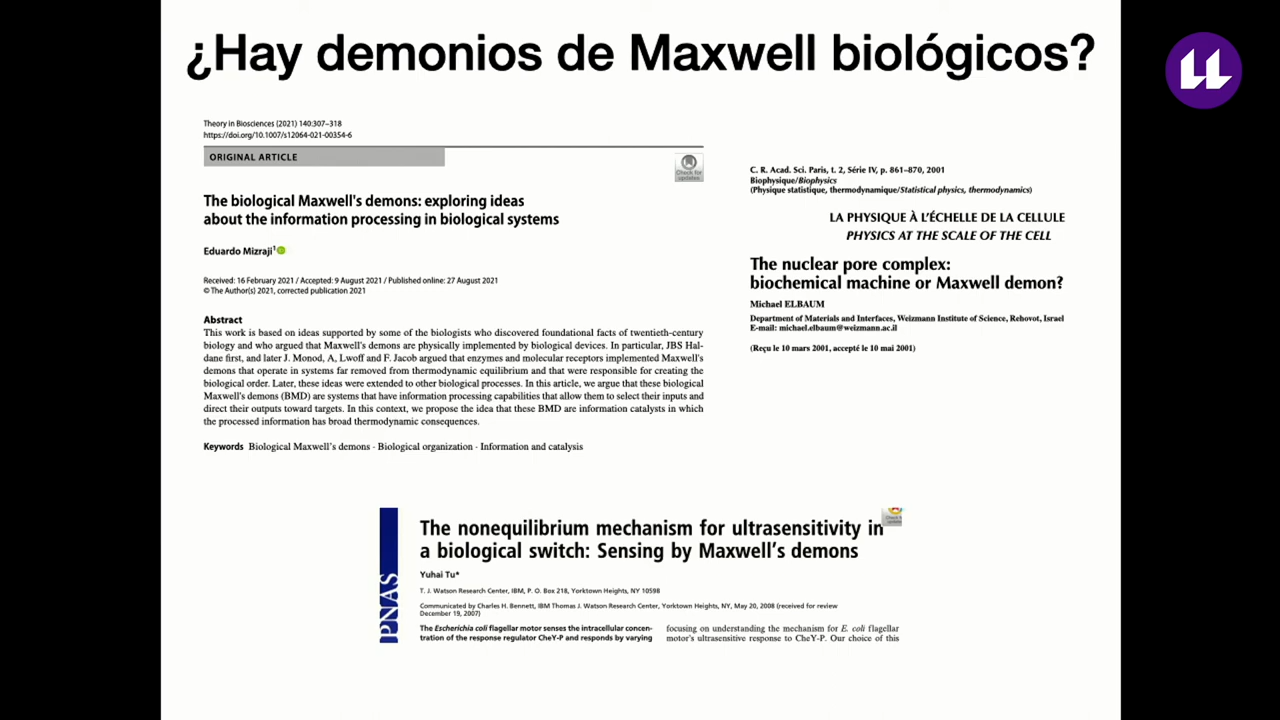 ¿Hay demonios de Maxwell biológicos?
Theory in Biosciences (2021) 140:307–318
https://doi.org/10.1007/s12064-021-00354-6
ORIGINAL ARTICLE
Check for
updates
The biological Maxwell's demons: exploring ideas
about the information processing in biological systems
Eduardo Mizraji1
Received: 16 February 2021 / Accepted: 9 August 2021 / Published online: 27 August 2021
© The Author(s) 2021, corrected publication 2021
Abstract
This work is based on ideas supported by some of the biologists who discovered foundational facts of twentieth-century
biology and who argued that Maxwell's demons are physically implemented by biological devices. In particular, JBS Hal-
dane first, and later J. Monod, A, Lwoff and F. Jacob argued that enzymes and molecular receptors implemented Maxwell's
demons that operate in systems far removed from thermodynamic equilibrium and that were responsible for creating the
biological order. Later, these ideas were extended to other biological processes. In this article, we argue that these biological
Maxwell's demons (BMD) are systems that have information processing capabilities that allow them to select their inputs and
direct their outputs toward targets. In this context, we propose the idea that these BMD are information catalysts in which
the processed information has broad thermodynamic consequences.
Keywords Biological Maxwell's demons · Biological organization · Information and catalysis
C. R. Acad. Sci. Paris, t. 2, Série IV, p. 861–870, 2001
Biophysique/Biophysics
(Physique statistique, thermodynamique/Statistical physics, thermodynamics)
LA PHYSIQUE À L'ÉCHELLE DE LA CELLULE
PHYSICS AT THE SCALE OF THE CELL
The nuclear pore complex:
biochemical machine or Maxwell demon?
Michael ELBAUM
Department of Materials and Interfaces, Weizmann Institute of Science, Rehovot, Israel
E-mail: michael.elbaum@weizmann.ac.il
(Reçu le 10 mars 2001, accepté le 10 mai 2001)
PNAS
The nonequilibrium mechanism for ultrasensitivity in
a biological switch: Sensing by Maxwell's demons
Yuhai Tu*
T. J. Watson Research Center, IBM, P. O. Box 218, Yorktown Heights, NY 10598
Communicated by Charles H. Bennett, IBM Thomas J. Watson Research Center, Yorktown Heights, NY, May 20, 2008 (received for review
December 19, 2007)
The Escherichia coli flagellar motor senses the intracellular concen-
tration of the response regulator CheY-P and responds by varying
focusing on understanding the mechanism for E. coli flagellar
motor's ultrasensitive response to CheY-P. Our choice of this